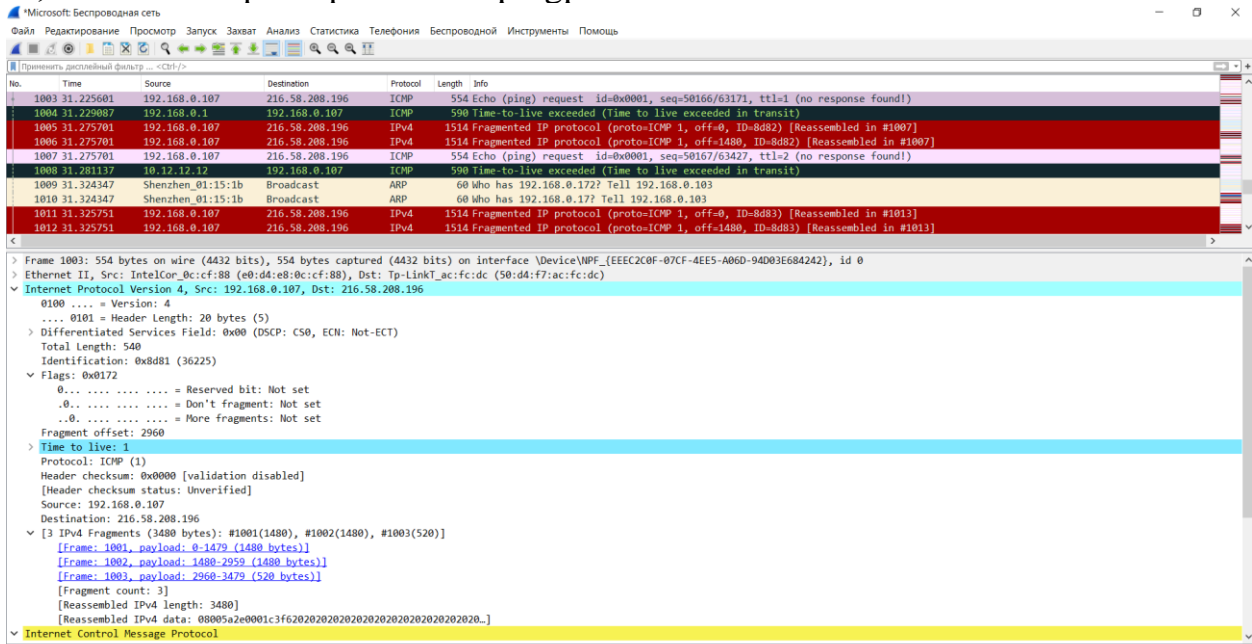 *Microsoft: Беспроводная сеть
Файл Редактирование Просмотр Запуск Захват Анализ Статистика Телефония Беспроводной Инструменты Помощь
Применить дисплейный фильтр ... <Ctrl-/>
No. Time Source Destination Protocol Length Info
1003 31.225601 192.168.0.107 216.58.208.196 ICMP 554 Echo (ping) request id=0x0001, seq=50166/63171, ttl=1 (no response found!)
1004 31.229087 192.168.0.1 192.168.0.107 ICMP 590 Time-to-live exceeded (Time to live exceeded in transit)
1005 31.275701 192.168.0.107 216.58.208.196 IPv4 1514 Fragmented IP protocol (proto=ICMP 1, off=0, ID=8d82) [Reassembled in #1007]
1006 31.275701 192.168.0.107 216.58.208.196 IPv4 1514 Fragmented IP protocol (proto=ICMP 1, off=1480, ID=8d82) [Reassembled in #1007]
1007 31.275701 192.168.0.107 216.58.208.196 ICMP 554 Echo (ping) request id=0x0001, seq=50167/63427, ttl=2 (no response found!)
1008 31.281137 10.12.12.12 192.168.0.107 ICMP 590 Time-to-live exceeded (Time to live exceeded in transit)
1009 31.324347 Shenzhen_01:15:1b Broadcast ARP 60 Who has 192.168.0.172? Tell 192.168.0.103
1010 31.324347 Shenzhen_01:15:1b Broadcast ARP 60 Who has 192.168.0.17? Tell 192.168.0.103
1011 31.325751 192.168.0.107 216.58.208.196 IPv4 1514 Fragmented IP protocol (proto=ICMP 1, off=0, ID=8d83) [Reassembled in #1013]
1012 31.325751 192.168.0.107 216.58.208.196 IPv4 1514 Fragmented IP protocol (proto=ICMP 1, off=1480, ID=8d83) [Reassembled in #1013]
Frame 1003: 554 bytes on wire (4432 bits), 554 bytes captured (4432 bits) on interface \Device\NPF_{EEEC2C0F-07CF-4EE5-A06D-94D03E684242}, id 0
Ethernet II, Src: IntelCor_0c:cf:88 (e0:d4:e8:0c:cf:88), Dst: Tp-LinkT_ac:fc:dc (50:d4:f7:ac:fc:dc)
Internet Protocol Version 4, Src: 192.168.0.107, Dst: 216.58.208.196
0100 .... = Version: 4
.... 0101 = Header Length: 20 bytes (5)
Differentiated Services Field: 0x00 (DSCP: CS0, ECN: Not-ECT)
Total Length: 540
Identification: 0x8d81 (36225)
Flags: 0x0172
0... .... .... .... = Reserved bit: Not set
.0.. .... .... .... = Don't fragment: Not set
..0. .... .... .... = More fragments: Not set
Fragment offset: 2960
Time to live: 1
Protocol: ICMP (1)
Header checksum: 0x0000 [validation disabled]
[Header checksum status: Unverified]
Source: 192.168.0.107
Destination: 216.58.208.196
[3 IPv4 Fragments (3480 bytes): #1001(1480), #1002(1480), #1003(520)]
[Frame: 1001, payload: 0-1479 (1480 bytes)]
[Frame: 1002, payload: 1480-2959 (1480 bytes)]
[Frame: 1003, payload: 2960-3479 (520 bytes)]
[Fragment count: 3]
[Reassembled IPv4 length: 3480]
[Reassembled IPv4 data: 08005a2e0001c3f620202020202020202020202020202020…]
Internet Control Message Protocol